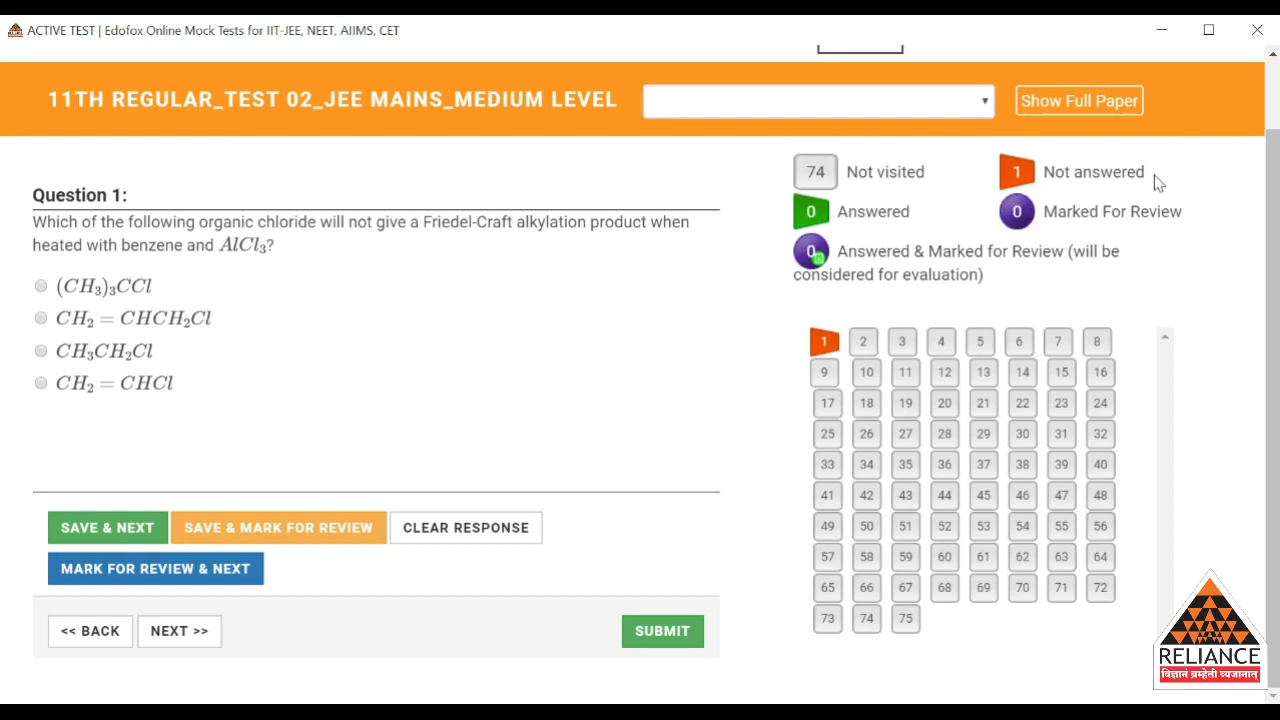 ACTIVE TEST | Edofox Online Mock Tests for IIT-JEE, NEET, AIIMS, CET
11TH REGULAR_TEST 02_JEE MAINS_MEDIUM LEVEL
Show Full Paper
Question 1:
Which of the following organic chloride will not give a Friedel-Craft alkylation product when
heated with benzene and AlCl₃?
(CH₃)₃CCl
CH₂ = CHCH₂Cl
CH₃CH₂Cl
CH₂ = CHCl
SAVE & NEXT SAVE & MARK FOR REVIEW CLEAR RESPONSE
MARK FOR REVIEW & NEXT
<< BACK NEXT >> SUBMIT
74 Not visited 1 Not answered
0 Answered 0 Marked For Review
0 Answered & Marked for Review (will be
considered for evaluation)
1 2 3 4 5 6 7 8
9 10 11 12 13 14 15 16
17 18 19 20 21 22 23 24
25 26 27 28 29 30 31 32
33 34 35 36 37 38 39 40
41 42 43 44 45 46 47 48
49 50 51 52 53 54 55 56
57 58 59 60 61 62 63 64
65 66 67 68 69 70 71 72
73 74 75
RELIANCE